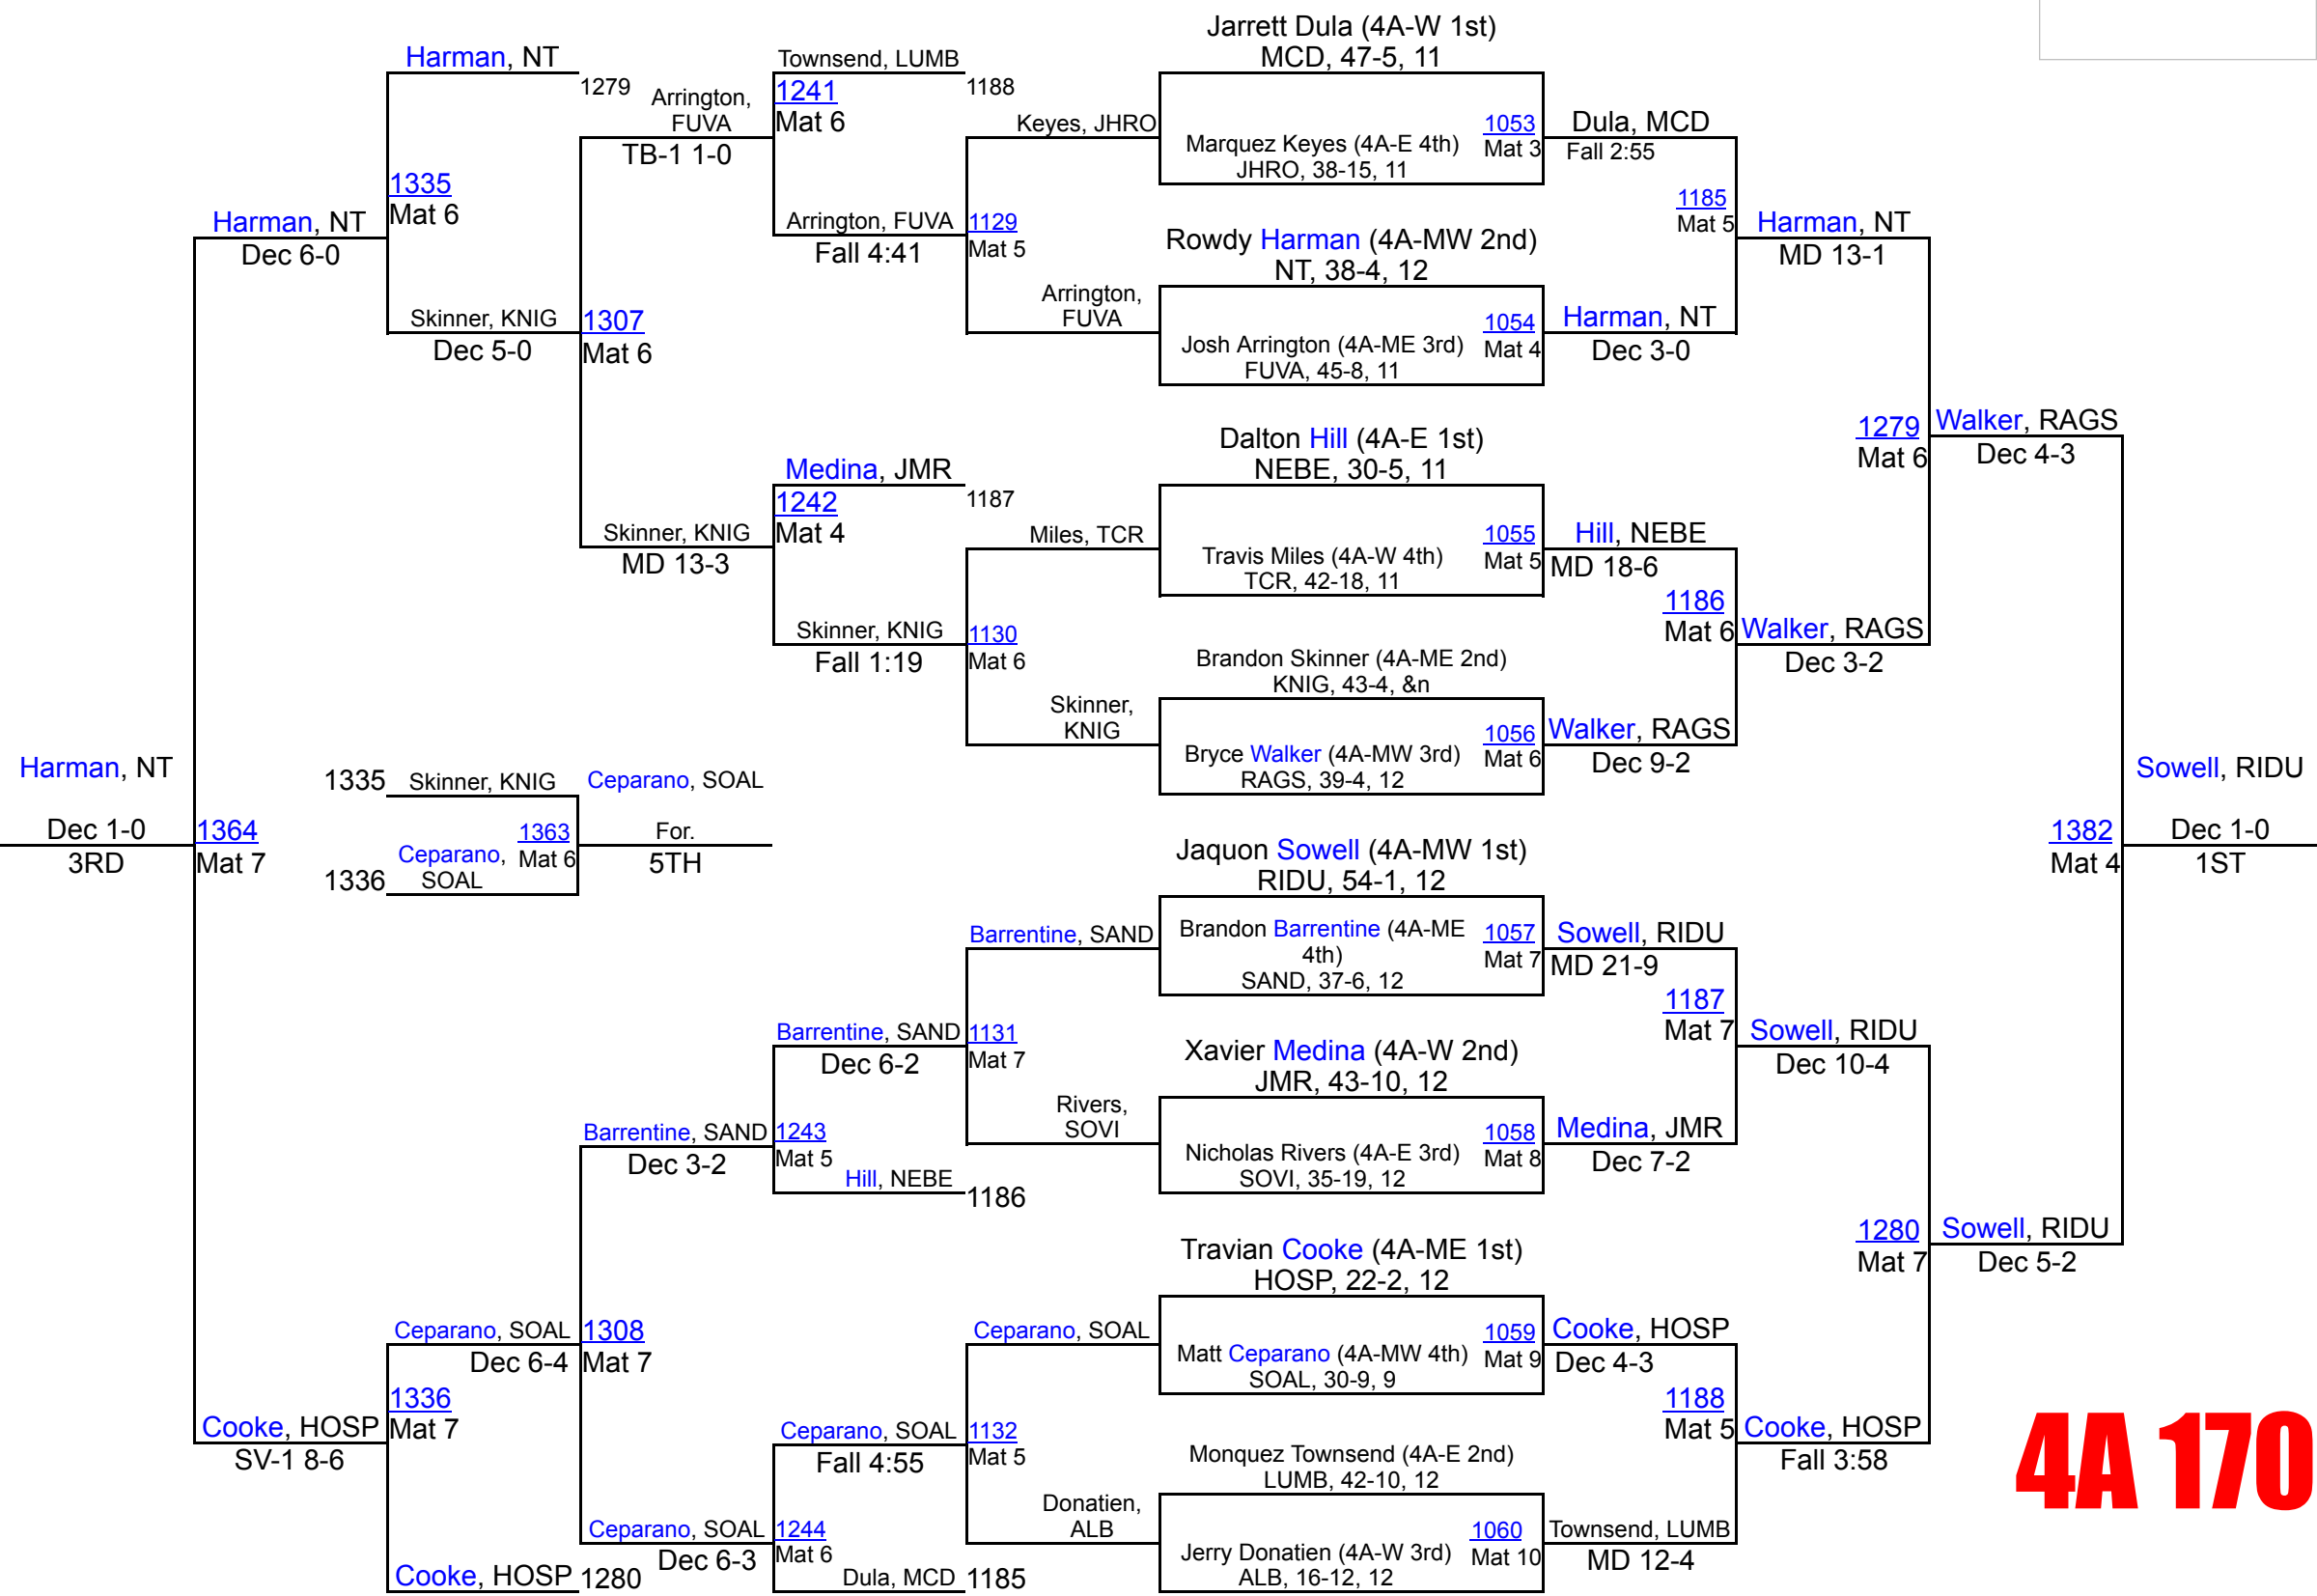 Jarrett Dula (4A-W 1st)
MCD, 47-5, 11
Harman, NT
1279
Townsend, LUMB
1188
Arrington,
FUVA
TB-1 1-0
1241
Mat 6
Keyes, JHRO
Marquez Keyes (4A-E 4th)
JHRO, 38-15, 11
1053
Mat 3
Dula, MCD
Fall 2:55
1335
Mat 6
1185
Mat 5
Harman, NT
Dec 6-0
Arrington, FUVA
Fall 4:41
1129
Mat 5
Rowdy Harman (4A-MW 2nd)
NT, 38-4, 12
Harman, NT
MD 13-1
Arrington,
FUVA
Skinner, KNIG
Dec 5-0
1307
Mat 6
Josh Arrington (4A-ME 3rd)
FUVA, 45-8, 11
1054
Mat 4
Harman, NT
Dec 3-0
1279
Mat 6
Walker, RAGS
Dec 4-3
Dalton Hill (4A-E 1st)
NEBE, 30-5, 11
Medina, JMR
1187
1242
Mat 4
Skinner, KNIG
MD 13-3
Miles, TCR
Travis Miles (4A-W 4th)
TCR, 42-18, 11
1055
Mat 5
Hill, NEBE
MD 18-6
1186
Mat 6
Skinner, KNIG
Fall 1:19
1130
Mat 6
Walker, RAGS
Dec 3-2
Brandon Skinner (4A-ME 2nd)
KNIG, 43-4, &n
Skinner,
KNIG
Bryce Walker (4A-MW 3rd)
RAGS, 39-4, 12
1056
Mat 6
Walker, RAGS
Dec 9-2
Harman, NT
Dec 1-0
3RD
1364
Mat 7
1335
Skinner, KNIG
1336
Ceparano,
SOAL
1363
Mat 6
Ceparano, SOAL
For.
5TH
Sowell, RIDU
Dec 1-0
1ST
1382
Mat 4
Jaquon Sowell (4A-MW 1st)
RIDU, 54-1, 12
Barrentine, SAND
Brandon Barrentine (4A-ME
4th)
SAND, 37-6, 12
1057
Mat 7
Sowell, RIDU
MD 21-9
1187
Mat 7
Barrentine, SAND
Dec 6-2
1131
Mat 7
Sowell, RIDU
Dec 10-4
Xavier Medina (4A-W 2nd)
JMR, 43-10, 12
Rivers,
SOVI
Barrentine, SAND
Dec 3-2
1243
Mat 5
Nicholas Rivers (4A-E 3rd)
SOVI, 35-19, 12
1058
Mat 8
Medina, JMR
Dec 7-2
Hill, NEBE
1186
1280
Mat 7
Sowell, RIDU
Dec 5-2
Travian Cooke (4A-ME 1st)
HOSP, 22-2, 12
Ceparano, SOAL
Dec 6-4
1308
Mat 7
Ceparano, SOAL
Matt Ceparano (4A-MW 4th)
SOAL, 30-9, 9
1059
Mat 9
Cooke, HOSP
Dec 4-3
1336
Mat 7
1188
Mat 5
Cooke, HOSP
SV-1 8-6
Ceparano, SOAL
Fall 4:55
1132
Mat 5
Cooke, HOSP
Fall 3:58
Monquez Townsend (4A-E 2nd)
LUMB, 42-10, 12
Donatien,
ALB
Ceparano, SOAL
Dec 6-3
1244
Mat 6
Jerry Donatien (4A-W 3rd)
ALB, 16-12, 12
1060
Mat 10
Townsend, LUMB
MD 12-4
Cooke, HOSP
1280
Dula, MCD
1185
4A 170